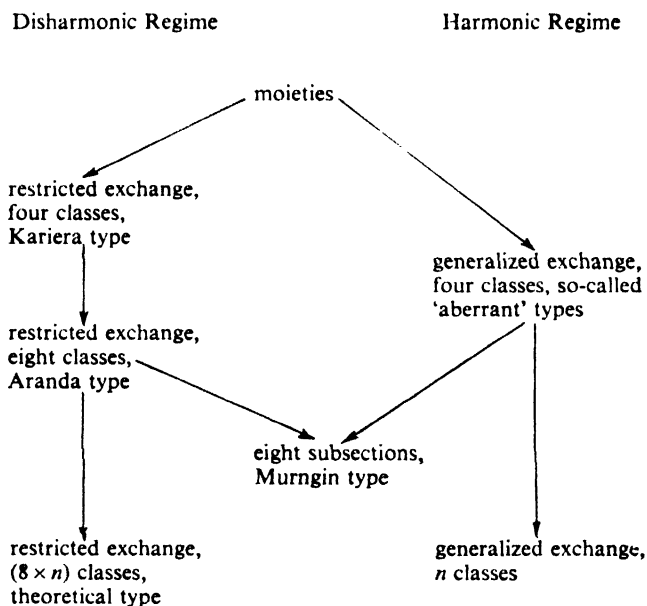 Disharmonic Regime
Harmonic Regime
moieties
restricted exchange,
four classes,
Kariera type
generalized exchange,
four classes, so-called
‘aberrant’ types
restricted exchange,
eight classes,
Aranda type
eight subsections,
Murngin type
restricted exchange,
(8 × n) classes,
theoretical type
generalized exchange,
n classes